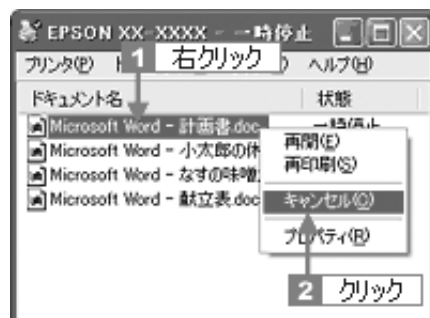 EPSON XX-XXXX - 一時停止
プリンタ(P) ド ) ヘルプ(H)
1 右クリック
ドキュメント名 状態
Microsoft Word - 計画書.doc 一時停止
Microsoft Word - 小太郎の休
Microsoft Word - なすの味噌
Microsoft Word - 献立表.doc
再開(E)
再印刷(S)
キャンセル(C)
プロパティ(R)
2 クリック